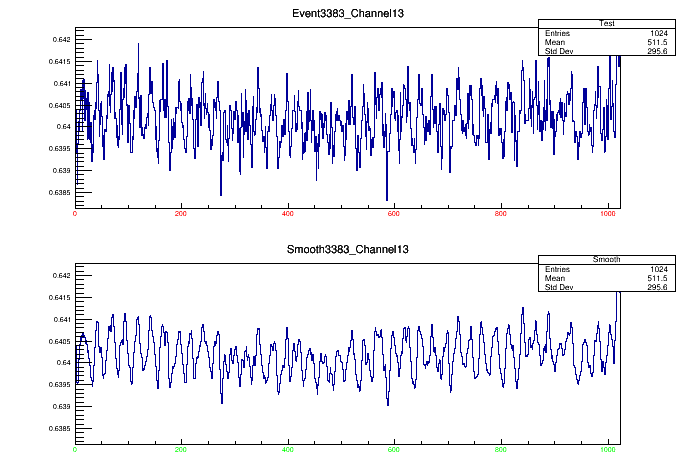 Event3383_Channel13
Test
Entries 1024
Mean 511.5
Std Dev 295.6
0.642
0.6415
0.641
0.6405
0.64
0.6395
0.639
0.6385
0 200 400 600 800 1000
Smooth3383_Channel13
Smooth
Entries 1024
Mean 511.5
Std Dev 295.6
0.642
0.6415
0.641
0.6405
0.64
0.6395
0.639
0.6385
0 200 400 600 800 1000